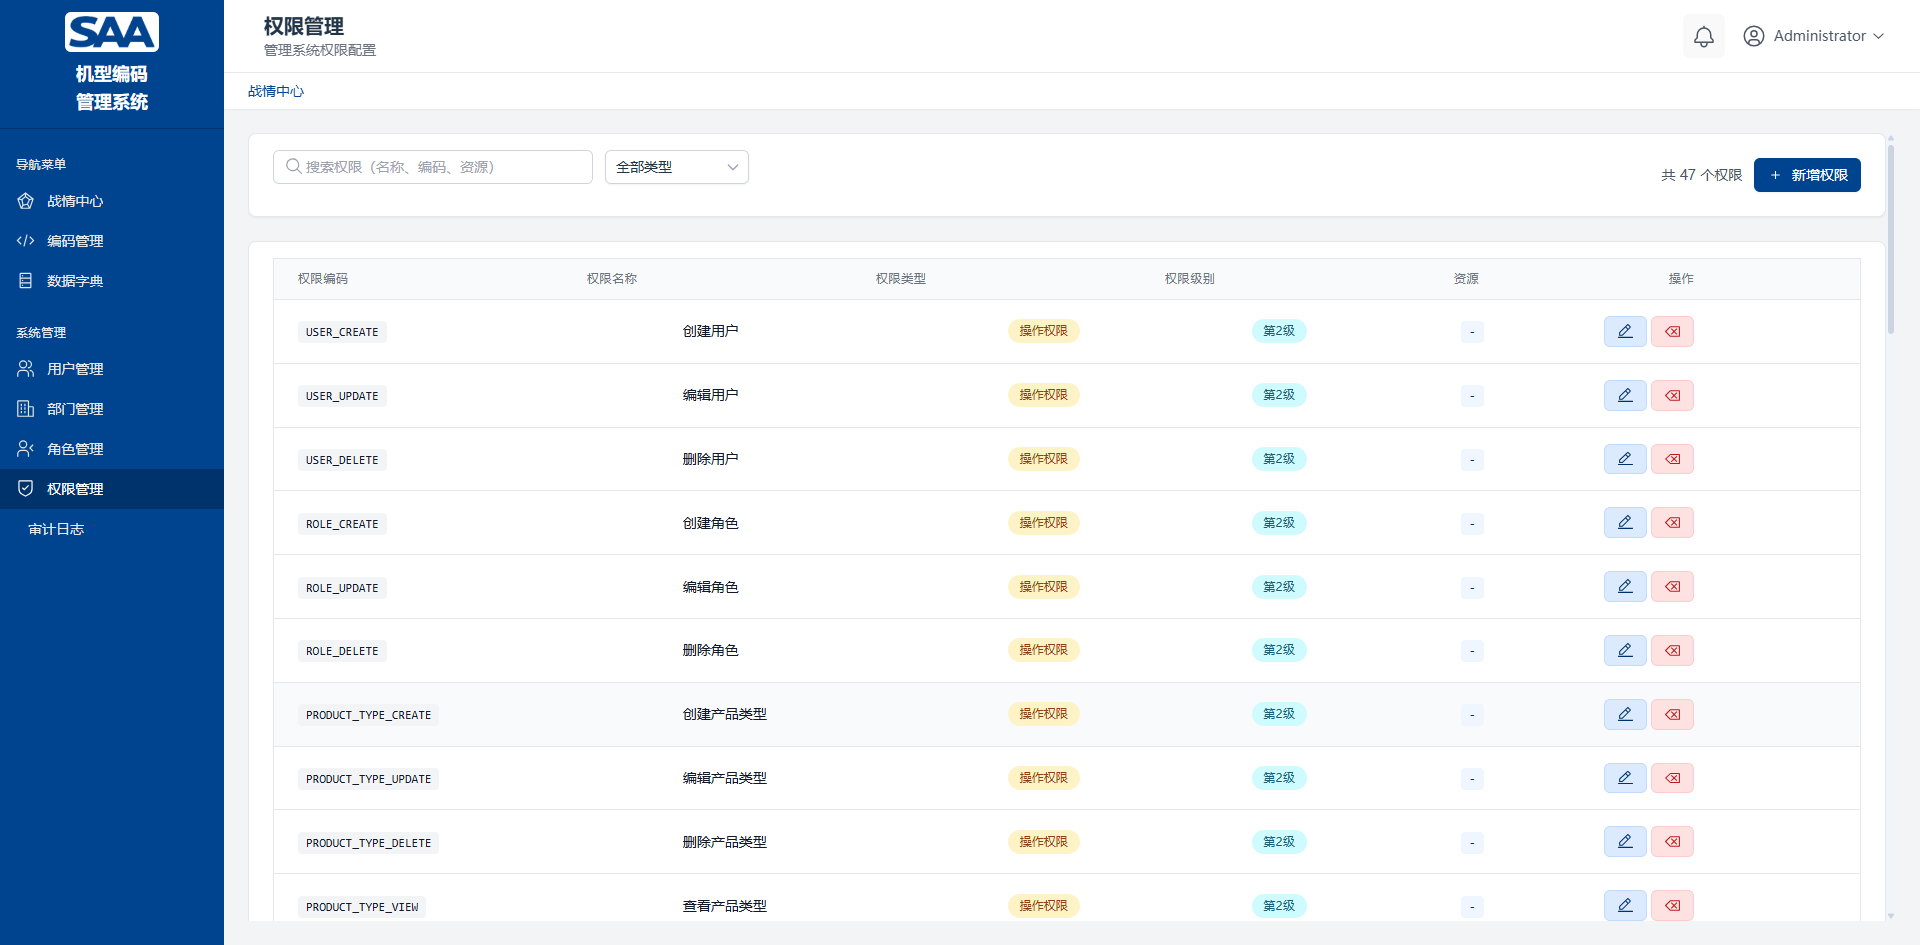 SAA
机型编码
管理系统
导航菜单
战情中心
编码管理
数据字典
系统管理
用户管理
部门管理
角色管理
权限管理
审计日志
权限管理
管理系统权限配置
Administrator
战情中心
搜索权限（名称、编码、资源）
全部类型
共 47 个权限
+ 新增权限
权限编码 权限名称 权限类型 权限级别 资源 操作
USER_CREATE 创建用户 操作权限 第2级 -
USER_UPDATE 编辑用户 操作权限 第2级 -
USER_DELETE 删除用户 操作权限 第2级 -
ROLE_CREATE 创建角色 操作权限 第2级 -
ROLE_UPDATE 编辑角色 操作权限 第2级 -
ROLE_DELETE 删除角色 操作权限 第2级 -
PRODUCT_TYPE_CREATE 创建产品类型 操作权限 第2级 -
PRODUCT_TYPE_UPDATE 编辑产品类型 操作权限 第2级 -
PRODUCT_TYPE_DELETE 删除产品类型 操作权限 第2级 -
PRODUCT_TYPE_VIEW 查看产品类型 操作权限 第2级 -